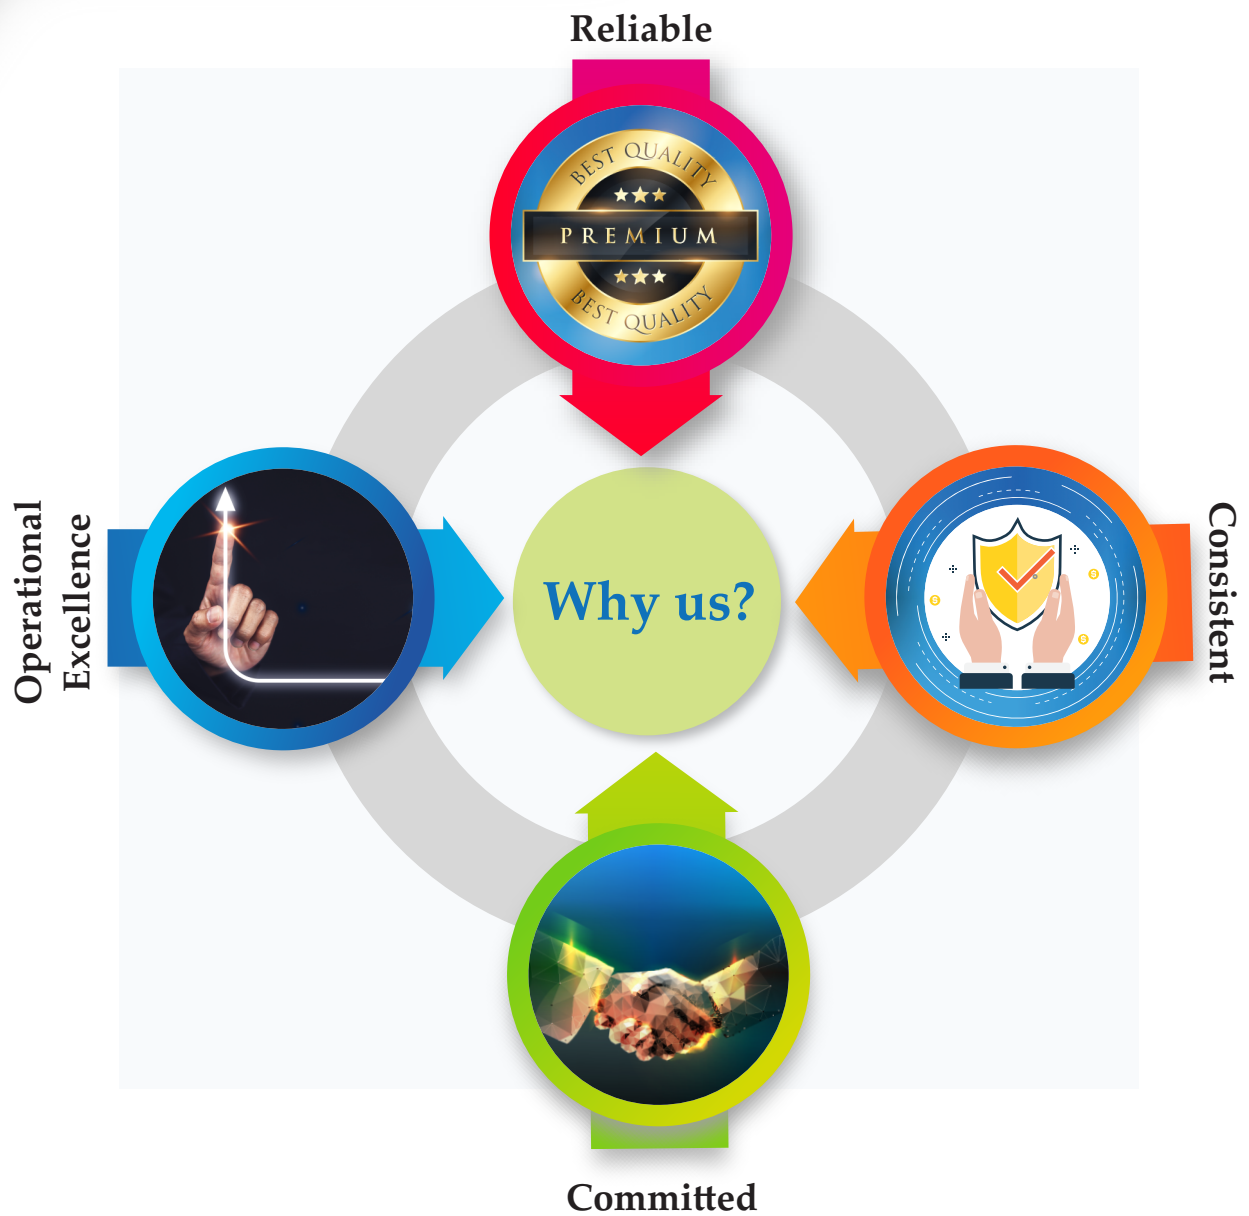 Reliable
BEST QUALITY
PREMIUM
BEST QUALITY
Operational
Excellence
Why us?
Consistent
Committed